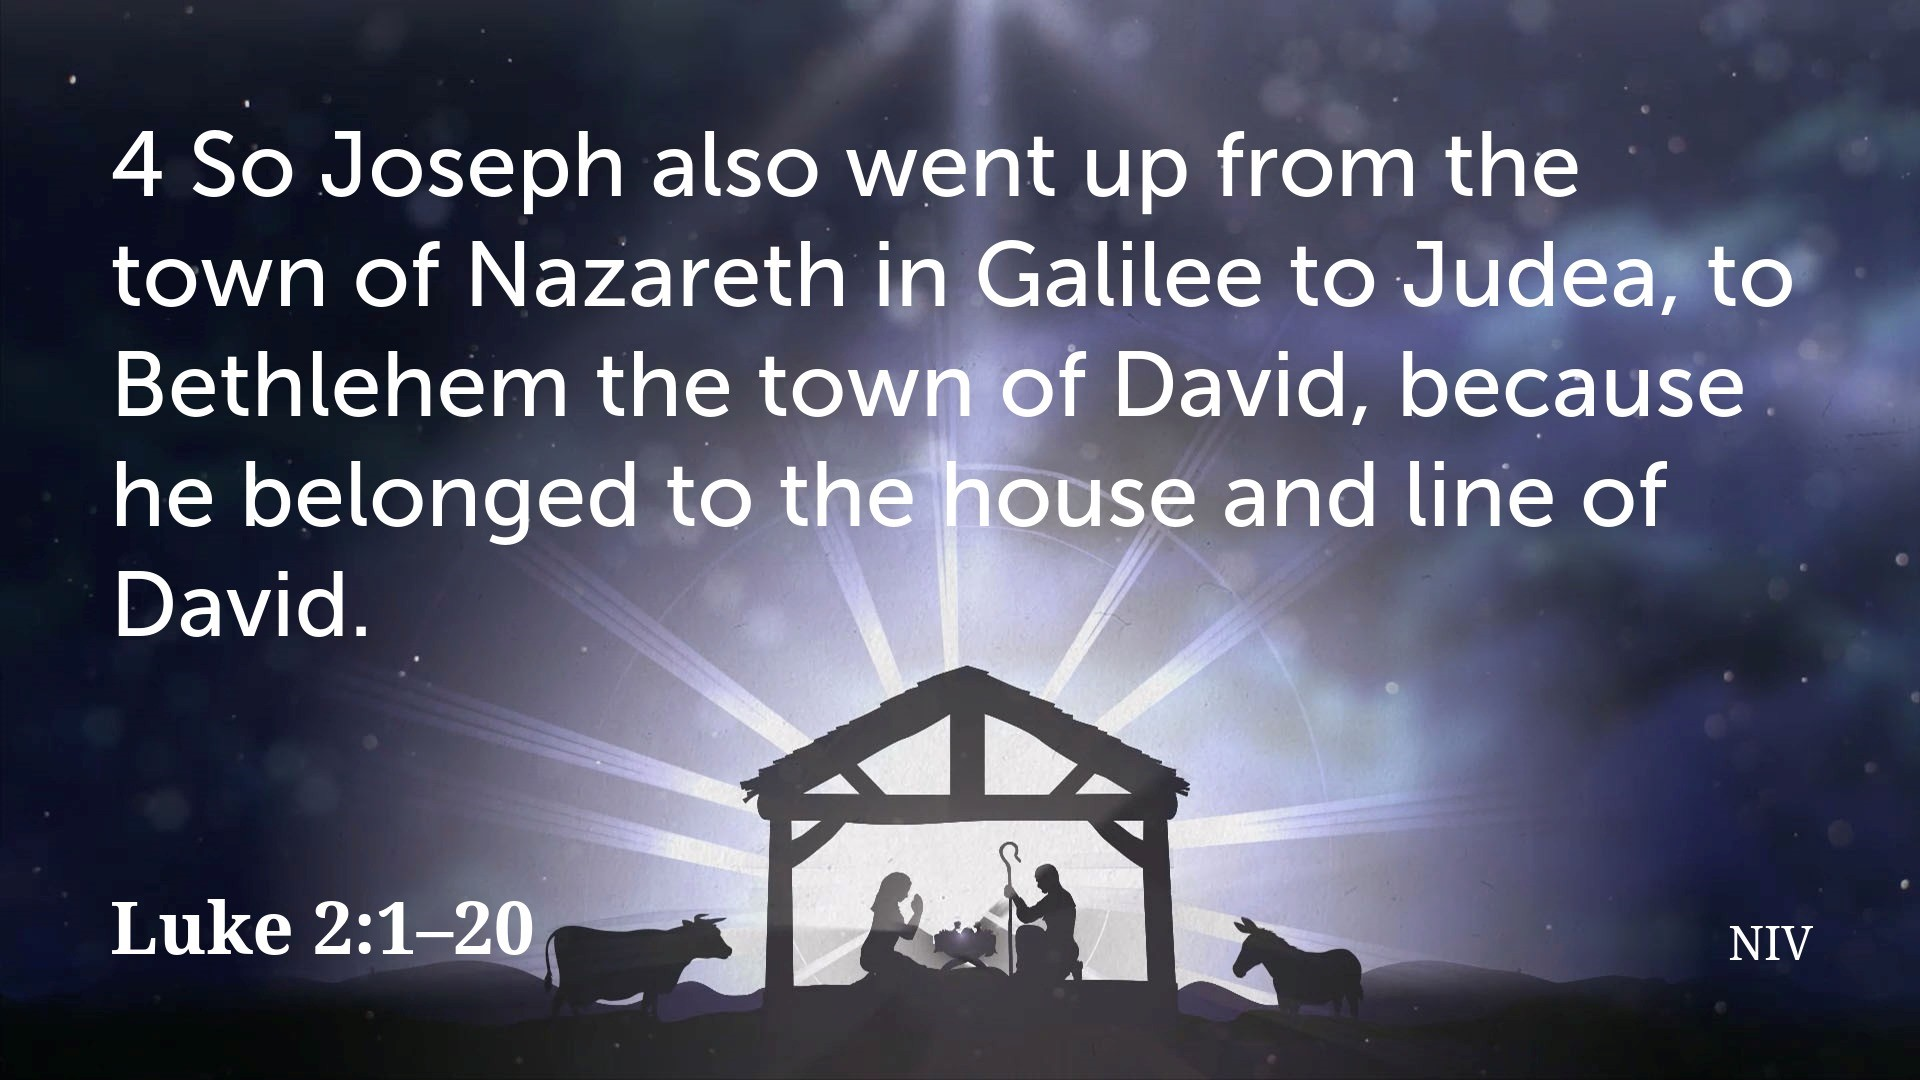 4 So Joseph also went up from the
town of Nazareth in Galilee to Judea, to
Bethlehem the town of David, because
he belonged to the house and line of
David.
Luke 2:1–20
NIV